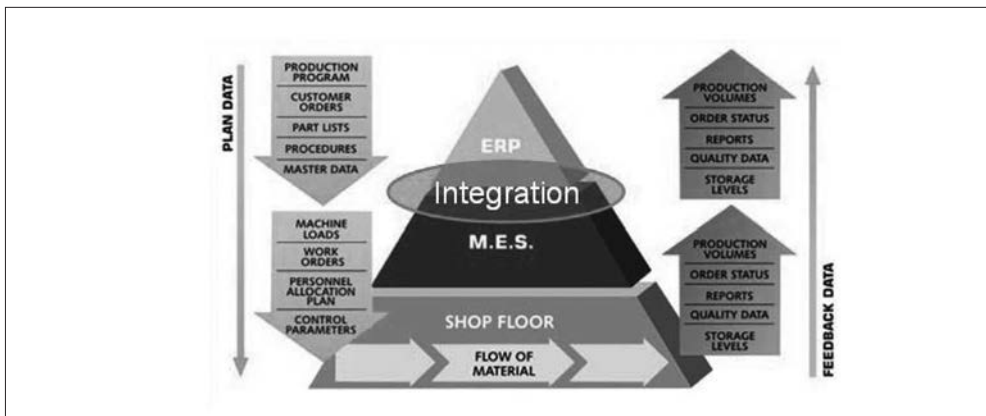 PLAN DATA
PRODUCTION
PROGRAM
CUSTOMER
ORDERS
PART LISTS
PROCEDURES
MASTER DATA
MACHINE
LOADS
WORK
ORDERS
PERSONNEL
ALLOCATION
PLAN
CONTROL
PARAMETERS
ERP
Integration
M.E.S.
SHOP FLOOR
FLOW OF
MATERIAL
PRODUCTION
VOLUMES
ORDER STATUS
REPORTS
QUALITY DATA
STORAGE
LEVELS
PRODUCTION
VOLUMES
ORDER STATUS
REPORTS
QUALITY DATA
STORAGE
LEVELS
FEEDBACK DATA